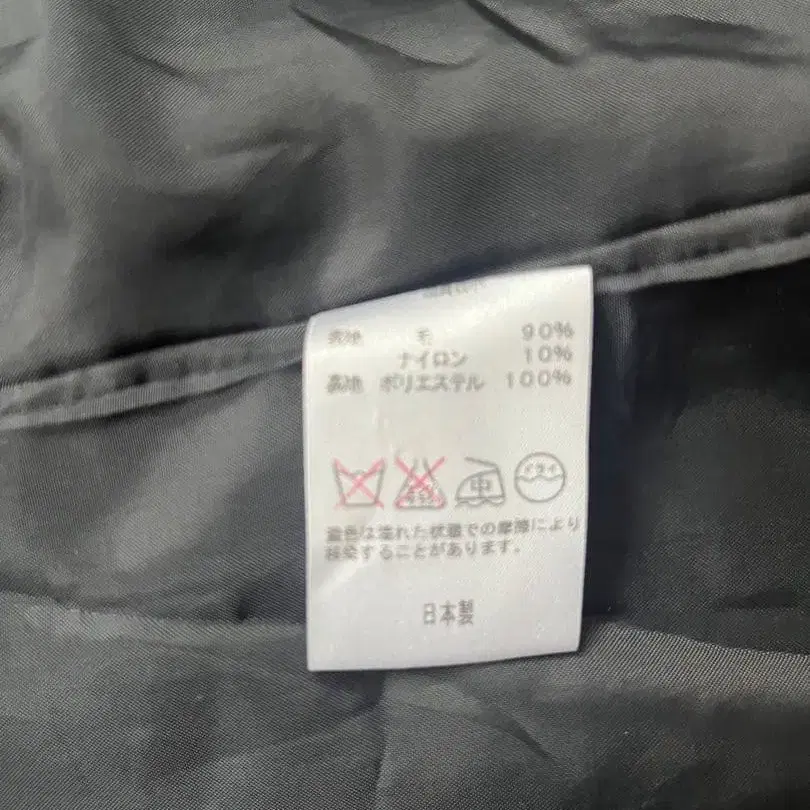 表地 毛 90%
ナイロン 10%
裏地 ポリエステル 100%
中 ドライ
濃色は濡れた状態での摩擦により
移染することがあります。
日本製